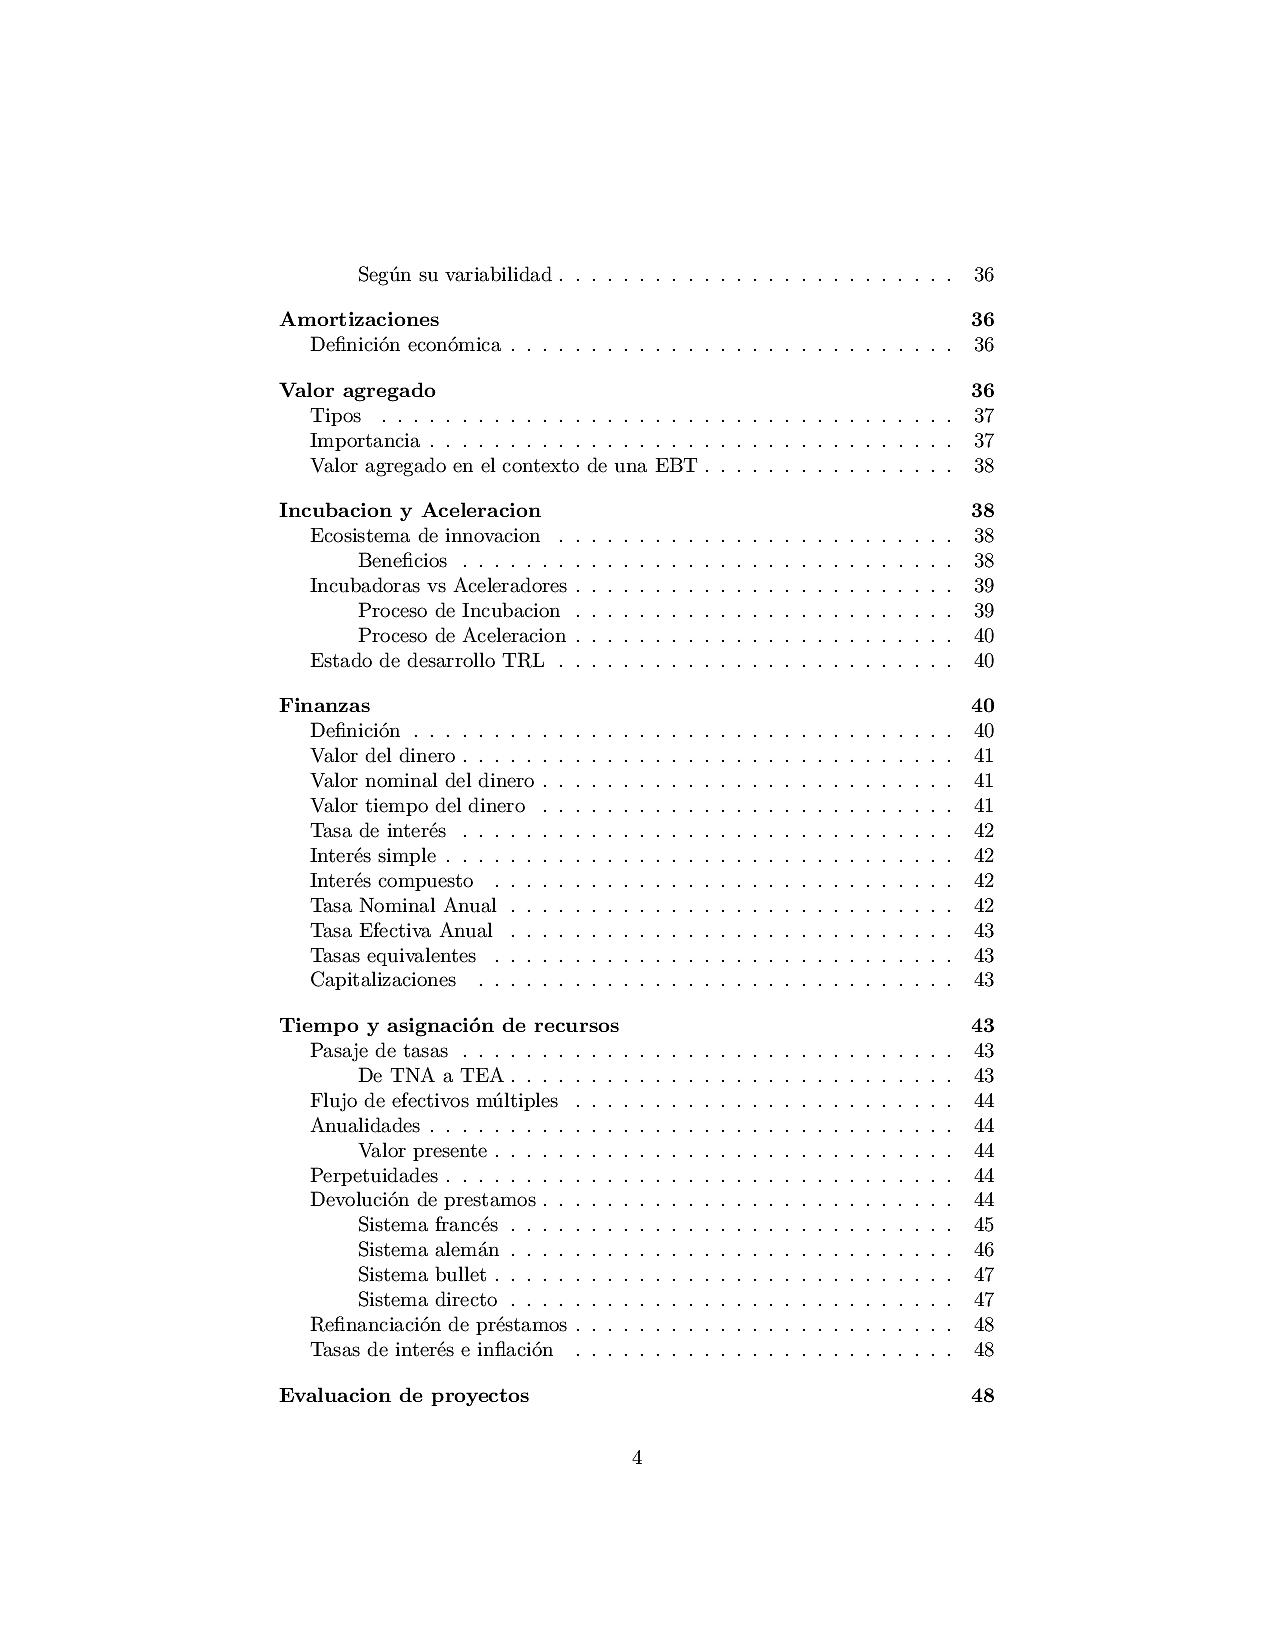 Según su variabilidad . . . . . . . . . . . . . . . . . . . . . . . . . 36
Amortizaciones 36
Definición económica . . . . . . . . . . . . . . . . . . . . . . . . . . . . 36
Valor agregado 36
Tipos . . . . . . . . . . . . . . . . . . . . . . . . . . . . . . . . . . . . 37
Importancia . . . . . . . . . . . . . . . . . . . . . . . . . . . . . . . . . 37
Valor agregado en el contexto de una EBT . . . . . . . . . . . . . . . . 38
Incubacion y Aceleracion 38
Ecosistema de innovacion . . . . . . . . . . . . . . . . . . . . . . . . . 38
Beneficios . . . . . . . . . . . . . . . . . . . . . . . . . . . . . . . 38
Incubadoras vs Aceleradores . . . . . . . . . . . . . . . . . . . . . . . . 39
Proceso de Incubacion . . . . . . . . . . . . . . . . . . . . . . . . 39
Proceso de Aceleracion . . . . . . . . . . . . . . . . . . . . . . . . 40
Estado de desarrollo TRL . . . . . . . . . . . . . . . . . . . . . . . . . 40
Finanzas 40
Definición . . . . . . . . . . . . . . . . . . . . . . . . . . . . . . . . . . 40
Valor del dinero . . . . . . . . . . . . . . . . . . . . . . . . . . . . . . . 41
Valor nominal del dinero . . . . . . . . . . . . . . . . . . . . . . . . . . 41
Valor tiempo del dinero . . . . . . . . . . . . . . . . . . . . . . . . . . 41
Tasa de interés . . . . . . . . . . . . . . . . . . . . . . . . . . . . . . . 42
Interés simple . . . . . . . . . . . . . . . . . . . . . . . . . . . . . . . . 42
Interés compuesto . . . . . . . . . . . . . . . . . . . . . . . . . . . . . 42
Tasa Nominal Anual . . . . . . . . . . . . . . . . . . . . . . . . . . . . 42
Tasa Efectiva Anual . . . . . . . . . . . . . . . . . . . . . . . . . . . . 43
Tasas equivalentes . . . . . . . . . . . . . . . . . . . . . . . . . . . . . 43
Capitalizaciones . . . . . . . . . . . . . . . . . . . . . . . . . . . . . . 43
Tiempo y asignación de recursos 43
Pasaje de tasas . . . . . . . . . . . . . . . . . . . . . . . . . . . . . . . 43
De TNA a TEA . . . . . . . . . . . . . . . . . . . . . . . . . . . . 43
Flujo de efectivos múltiples . . . . . . . . . . . . . . . . . . . . . . . . 44
Anualidades . . . . . . . . . . . . . . . . . . . . . . . . . . . . . . . . . 44
Valor presente . . . . . . . . . . . . . . . . . . . . . . . . . . . . . 44
Perpetuidades . . . . . . . . . . . . . . . . . . . . . . . . . . . . . . . . 44
Devolución de prestamos . . . . . . . . . . . . . . . . . . . . . . . . . . 44
Sistema francés . . . . . . . . . . . . . . . . . . . . . . . . . . . . 45
Sistema alemán . . . . . . . . . . . . . . . . . . . . . . . . . . . . 46
Sistema bullet . . . . . . . . . . . . . . . . . . . . . . . . . . . . . 47
Sistema directo . . . . . . . . . . . . . . . . . . . . . . . . . . . . 47
Refinanciación de préstamos . . . . . . . . . . . . . . . . . . . . . . . . 48
Tasas de interés e inflación . . . . . . . . . . . . . . . . . . . . . . . . 48
Evaluacion de proyectos 48
4